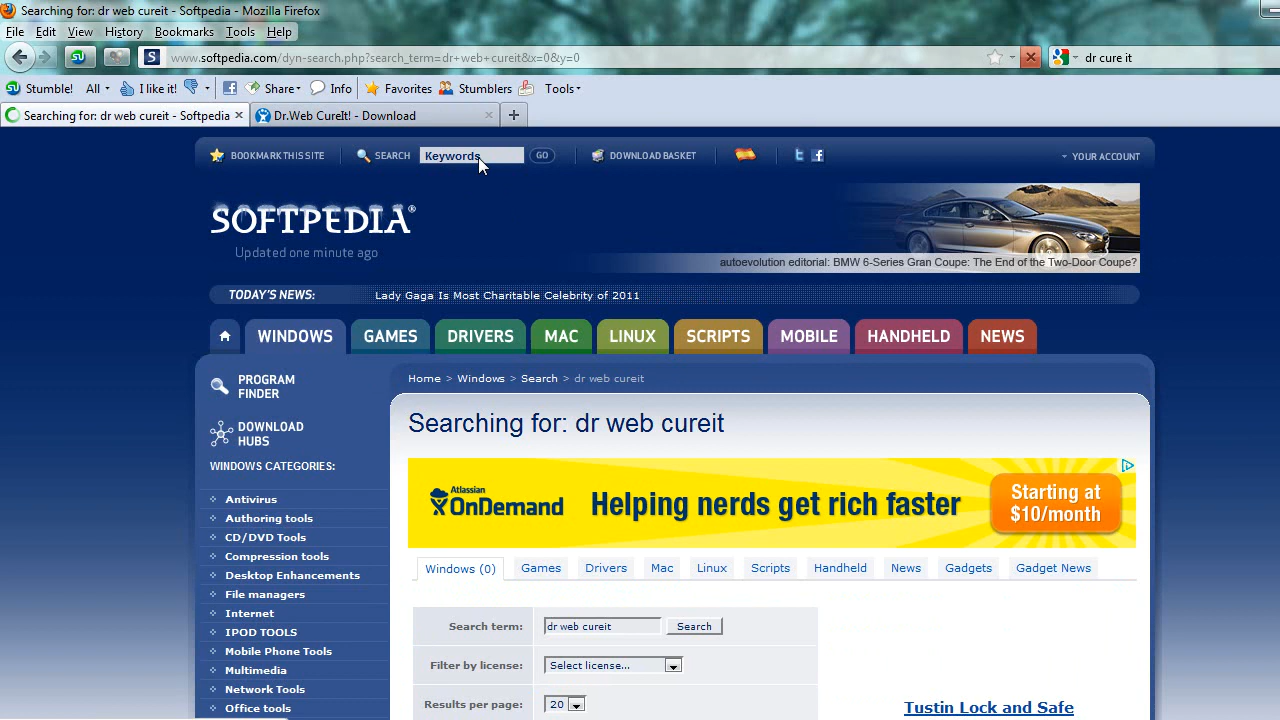 Searching for: dr web cureit - Softpedia - Mozilla Firefox
File Edit View History Bookmarks Tools Help
www.softpedia.com/dyn-search.php?search_term=dr+web+cureit&x=0&y=0
dr cure it
Stumble! All I like it! Share Info Favorites Stumblers Tools
Searching for: dr web cureit - Softpedia
Dr.Web CureIt! - Download
BOOKMARK THIS SITE SEARCH Keywords GO DOWNLOAD BASKET YOUR ACCOUNT
SOFTPEDIA®
Updated one minute ago
autoevolution editorial: BMW 6-Series Gran Coupe: The End of the Two-Door Coupe?
TODAY'S NEWS: Lady Gaga Is Most Charitable Celebrity of 2011
WINDOWS GAMES DRIVERS MAC LINUX SCRIPTS MOBILE HANDHELD NEWS
PROGRAM
FINDER
DOWNLOAD
HUBS
WINDOWS CATEGORIES:
Antivirus
Authoring tools
CD/DVD Tools
Compression tools
Desktop Enhancements
File managers
Internet
IPOD TOOLS
Mobile Phone Tools
Multimedia
Network Tools
Office tools
Home > Windows > Search > dr web cureit
Searching for: dr web cureit
Atlassian
OnDemand
Helping nerds get rich faster
Starting at
$10/month
Windows (0) Games Drivers Mac Linux Scripts Handheld News Gadgets Gadget News
Search term: dr web cureit Search
Filter by license: Select license...
Results per page: 20
Tustin Lock and Safe